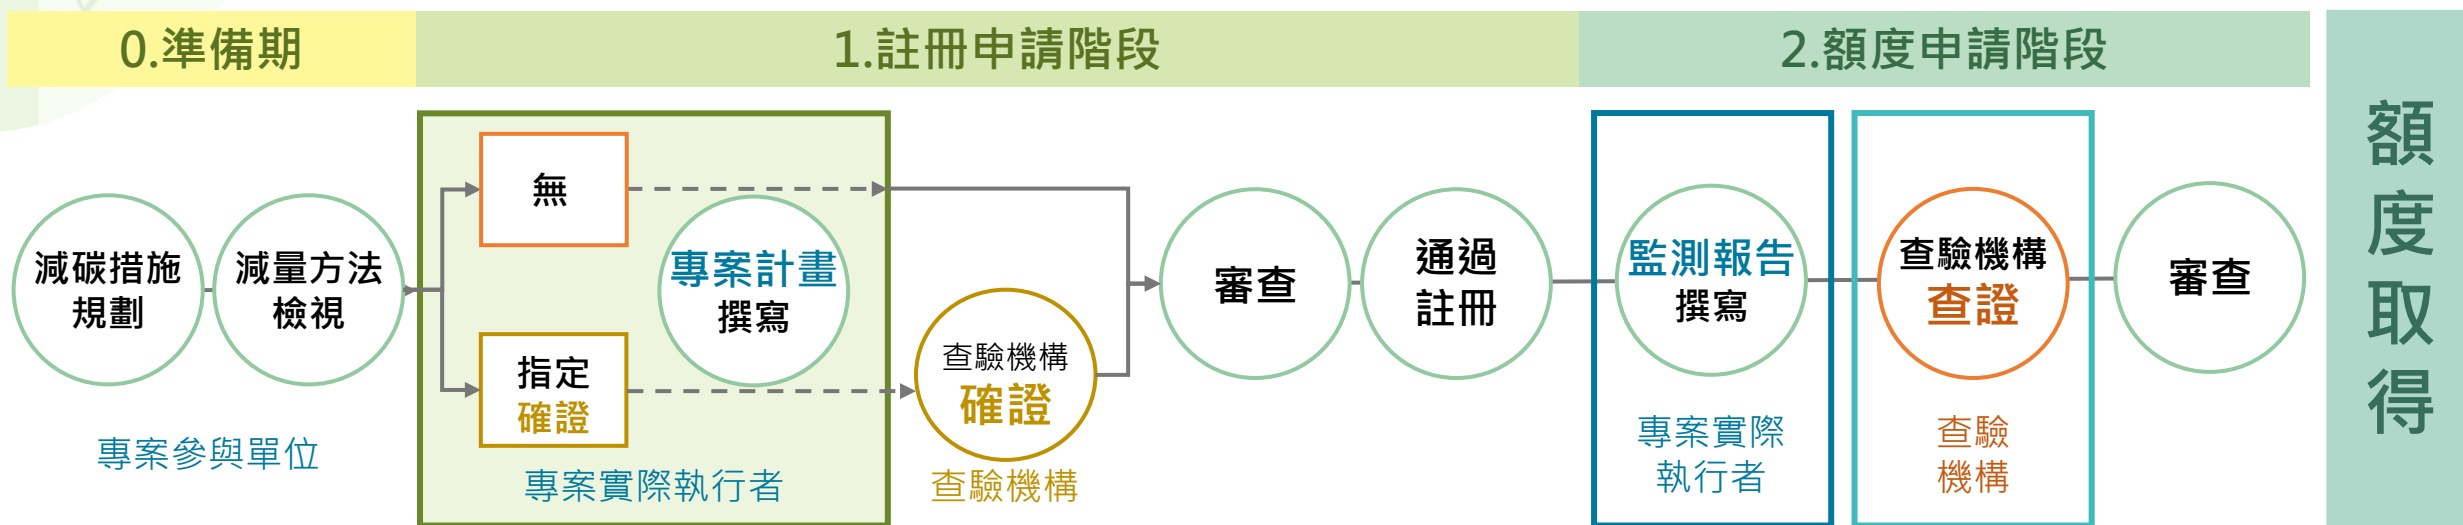 0.準備期
1.註冊申請階段
2.額度申請階段
額度取得
減碳措施
規劃
減量方法
檢視
專案參與單位
無
指定
確證
專案計畫
撰寫
專案實際執行者
查驗機構
確證
查驗機構
審查
通過
註冊
監測報告
撰寫
專案實際
執行者
查驗機構
查證
查驗
機構
審查